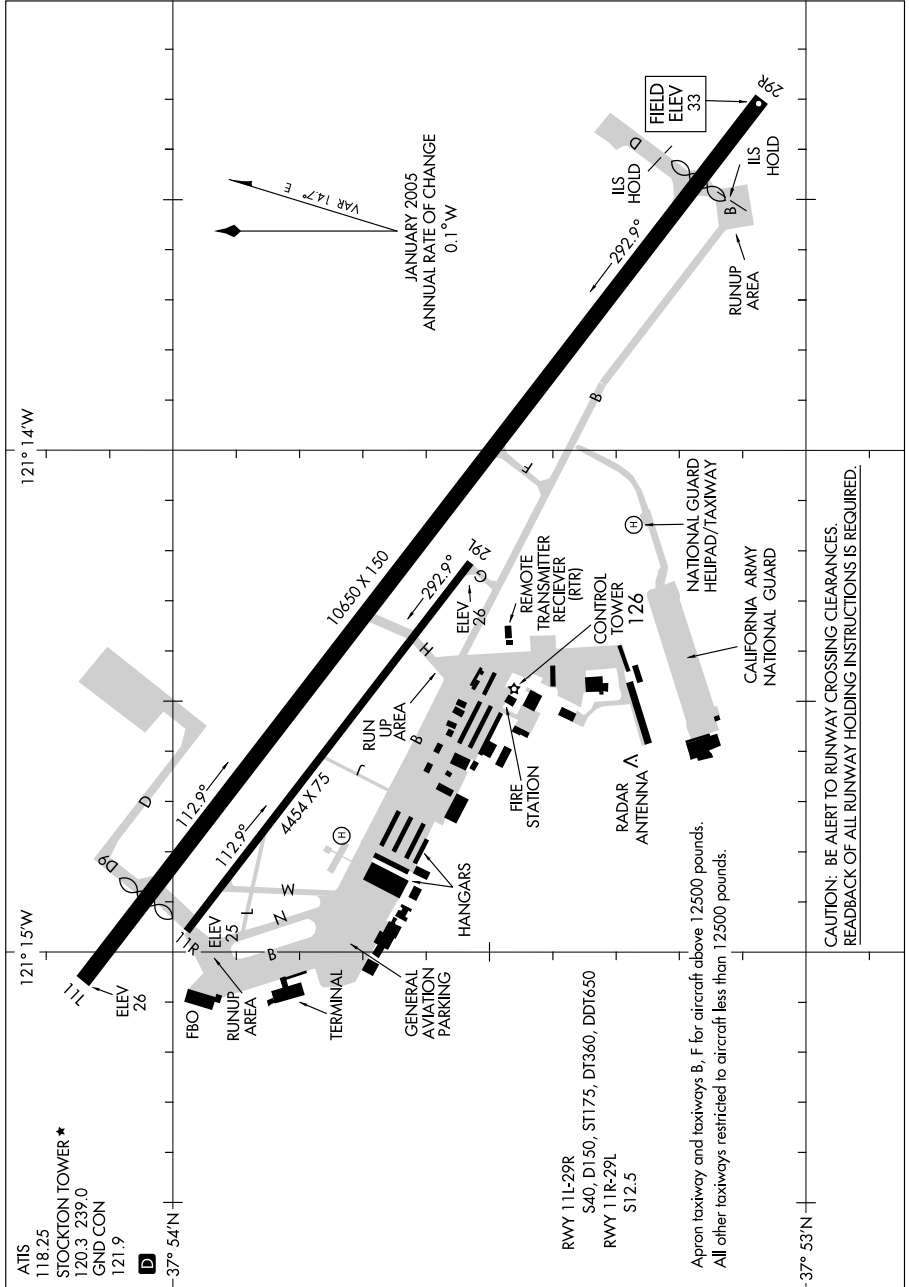 ATIS
118.25
STOCKTON TOWER★
120.3 239.0
GND CON
121.9
D
37° 54'N
121° 15'W
121° 14'W
37° 53'N
JANUARY 2005
ANNUAL RATE OF CHANGE
0.1°W
VAR 14.7° E
FIELD
ELEV
33
29R
ILS
HOLD
D
ILS
HOLD
B
RUNUP
AREA
292.9°
10650 X 150
112.9°
11L
ELEV
26
D9
D
11R
ELEV
25
112.9°
4454 X 75
292.9°
29L
G
ELEV
26
F
B
H
J
RUN
UP
AREA
B
H
L
M
N
B
FBO
RUNUP
AREA
TERMINAL
GENERAL
AVIATION
PARKING
HANGARS
FIRE
STATION
REMOTE
TRANSMITTER
RECIEVER
(RTR)
CONTROL
TOWER
126
RADAR
ANTENNA
H
NATIONAL GUARD
HELIPAD/TAXIWAY
CALIFORNIA ARMY
NATIONAL GUARD
RWY 11L-29R
S40, D150, ST175, DT360, DDT650
RWY 11R-29L
S12.5
Apron taxiway and taxiways B, F for aircraft above 12500 pounds.
All other taxiways restricted to aircraft less than 12500 pounds.
CAUTION: BE ALERT TO RUNWAY CROSSING CLEARANCES.
READBACK OF ALL RUNWAY HOLDING INSTRUCTIONS IS REQUIRED.